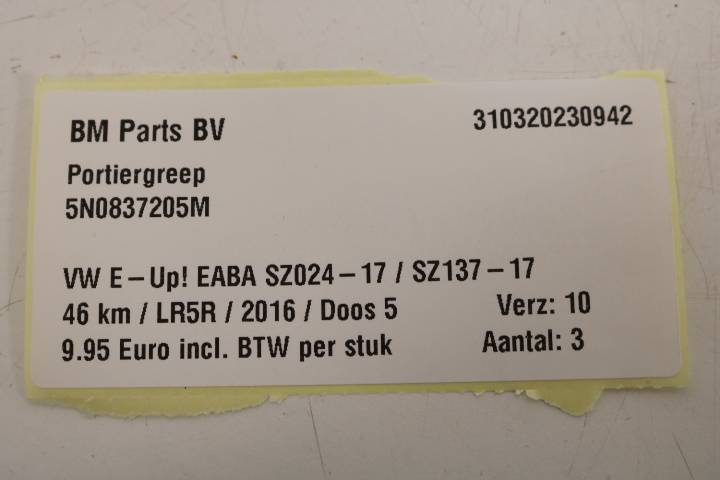 BM Parts BV 310320230942
Portiergreep
5N0837205M
VW E-Up! EABA SZ024-17 / SZ137-17
46 km / LR5R / 2016 / Doos 5 Verz: 10
9.95 Euro incl. BTW per stuk Aantal: 3